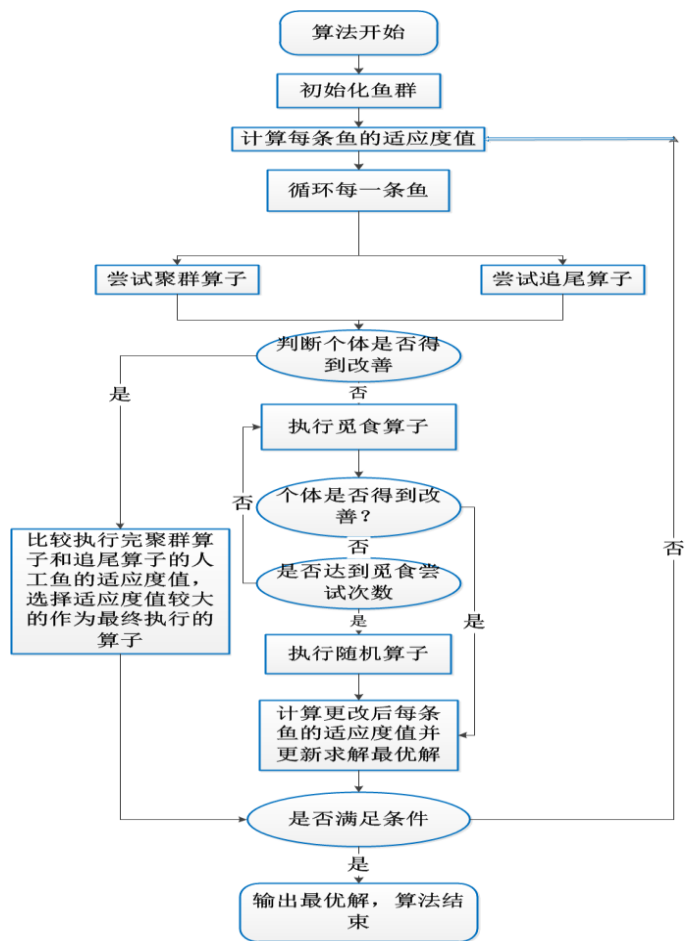 算法开始
初始化鱼群
计算每条鱼的适应度值
循环每一条鱼
尝试聚群算子
尝试追尾算子
判断个体是否得
到改善
是
否
执行觅食算子
个体是否得到改
善？
否
否
是否达到觅食尝
试次数
是
是
否
比较执行完聚群算
子和追尾算子的人
工鱼的适应度值，
选择适应度值较大
的作为最终执行的
算子
执行随机算子
计算更改后每条
鱼的适应度值并
更新求解最优解
是否满足条件
是
输出最优解，算法结
束